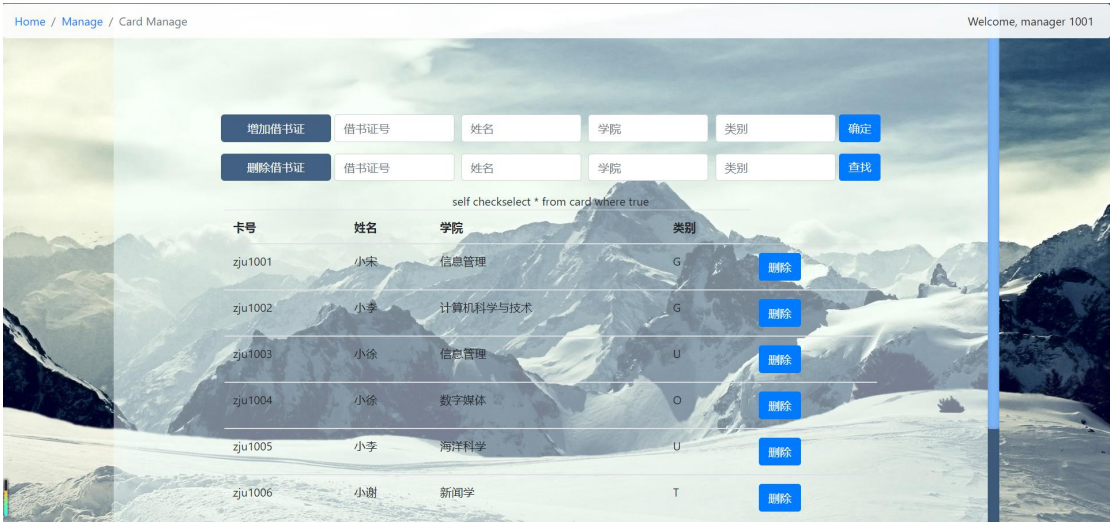 Home / Manage / Card Manage Welcome, manager 1001
增加借书证 借书证号 姓名 学院 类别 确定
删除借书证 借书证号 姓名 学院 类别 查找
self checkselect * from card where true
卡号 姓名 学院 类别
zju1001 小宋 信息管理 G 删除
zju1002 小李 计算机科学与技术 G 删除
zju1003 小徐 信息管理 U 删除
zju1004 小徐 数字媒体 O 删除
zju1005 小李 海洋科学 U 删除
zju1006 小谢 新闻学 T 删除